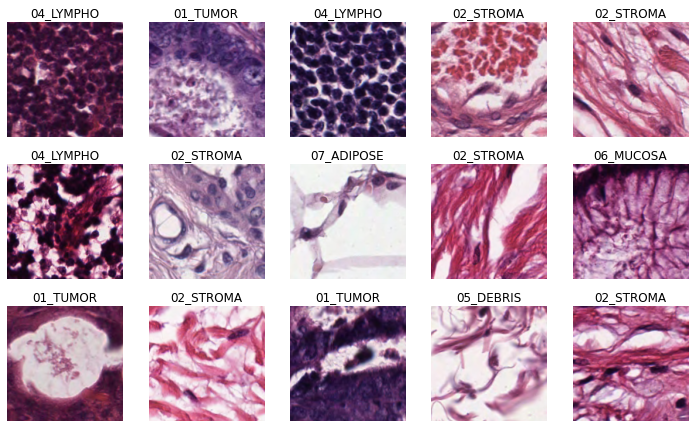 04_LYMPHO
01_TUMOR
04_LYMPHO
02_STROMA
02_STROMA
04_LYMPHO
02_STROMA
07_ADIPOSE
02_STROMA
06_MUCOSA
01_TUMOR
02_STROMA
01_TUMOR
05_DEBRIS
02_STROMA